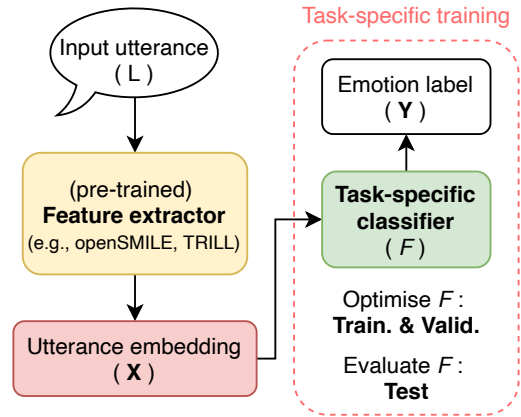 Input utterance
( L )
(pre-trained)
Feature extractor
(e.g., openSMILE, TRILL)
Utterance embedding
( X )
Task-specific training
Emotion label
( Y )
Task-specific
classifier
( F )
Optimise F :
Train. & Valid.
Evaluate F :
Test